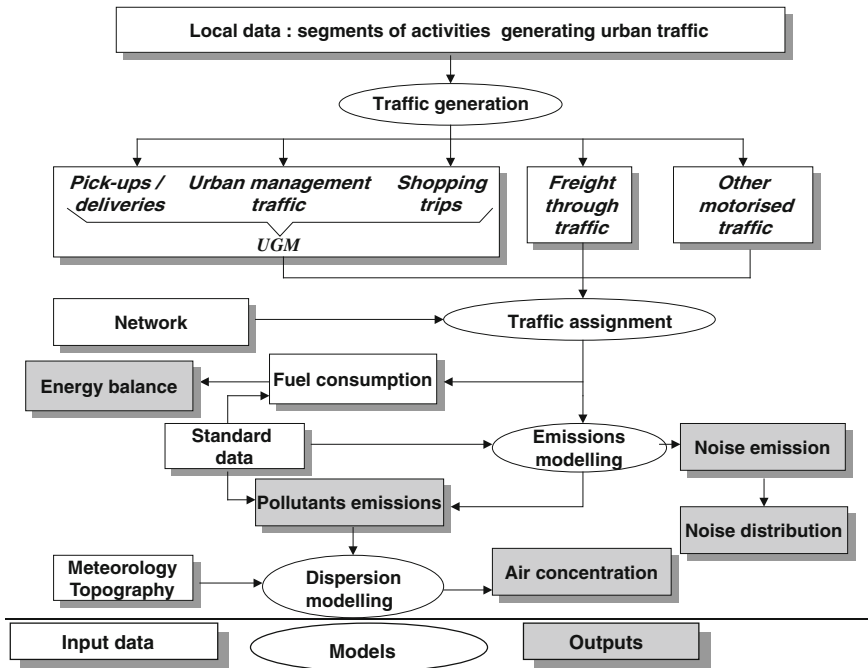 Local data : segments of activities generating urban traffic
Traffic generation
Pick-ups /
deliveries
Urban management
traffic
Shopping
trips
UGM
Freight
through
traffic
Other
motorised
traffic
Network
Traffic assignment
Energy balance
Fuel consumption
Standard
data
Emissions
modelling
Noise emission
Pollutants emissions
Noise distribution
Meteorology
Topography
Dispersion
modelling
Air concentration
Input data
Models
Outputs